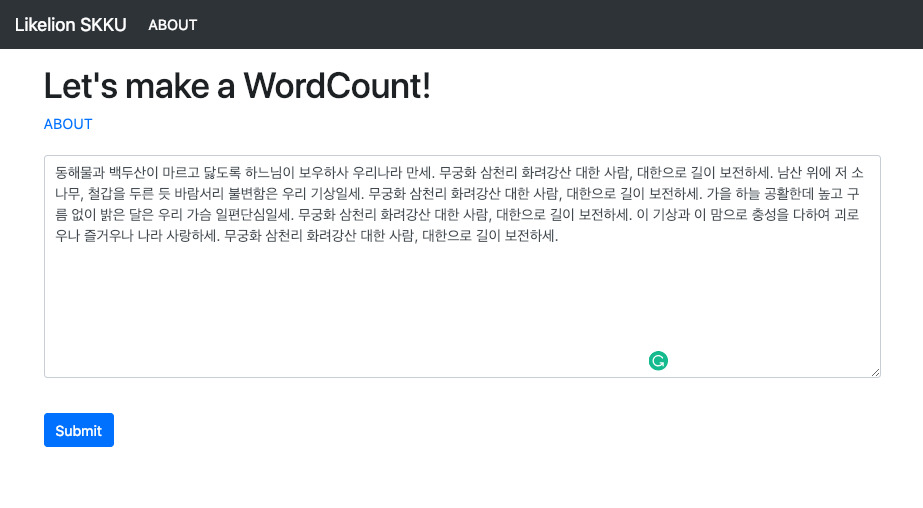 Likelion SKKU ABOUT
Let's make a WordCount!
ABOUT
동해물과 백두산이 마르고 닳도록 하느님이 보우하사 우리나라 만세. 무궁화 삼천리 화려강산 대한 사람, 대한으로 길이 보전하세. 남산 위에 저 소
나무, 철갑을 두른 듯 바람서리 불변함은 우리 기상일세. 무궁화 삼천리 화려강산 대한 사람, 대한으로 길이 보전하세. 가을 하늘 공활한데 높고 구
름 없이 밝은 달은 우리 가슴 일편단심일세. 무궁화 삼천리 화려강산 대한 사람, 대한으로 길이 보전하세. 이 기상과 이 맘으로 충성을 다하여 괴로
우나 즐거우나 나라 사랑하세. 무궁화 삼천리 화려강산 대한 사람, 대한으로 길이 보전하세.
Submit